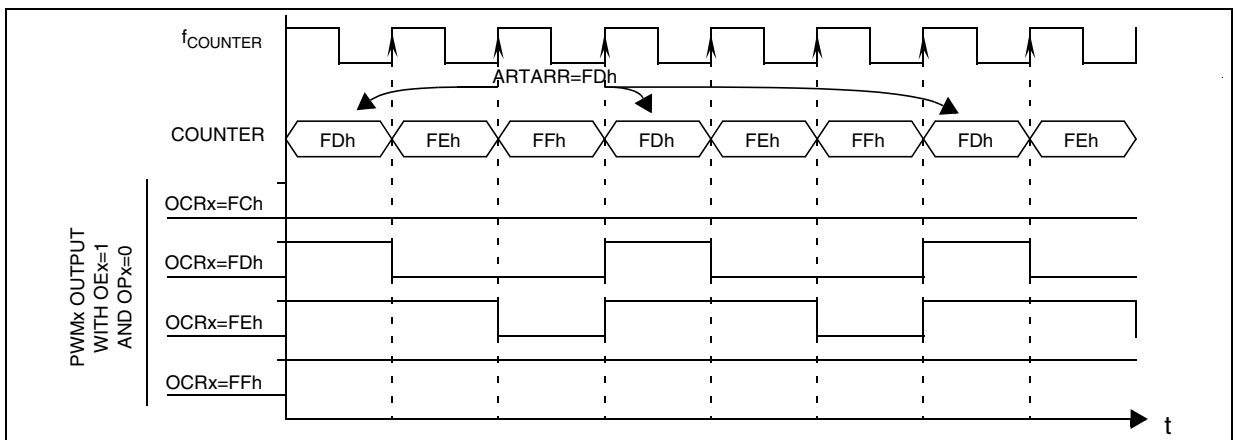 fCOUNTER
ARTARR=FDh
COUNTER
FDh FEh FFh FDh FEh FFh FDh FEh
PWMx OUTPUT
WITH OEx=1
AND OPx=0
OCRx=FCh
OCRx=FDh
OCRx=FEh
OCRx=FFh
t